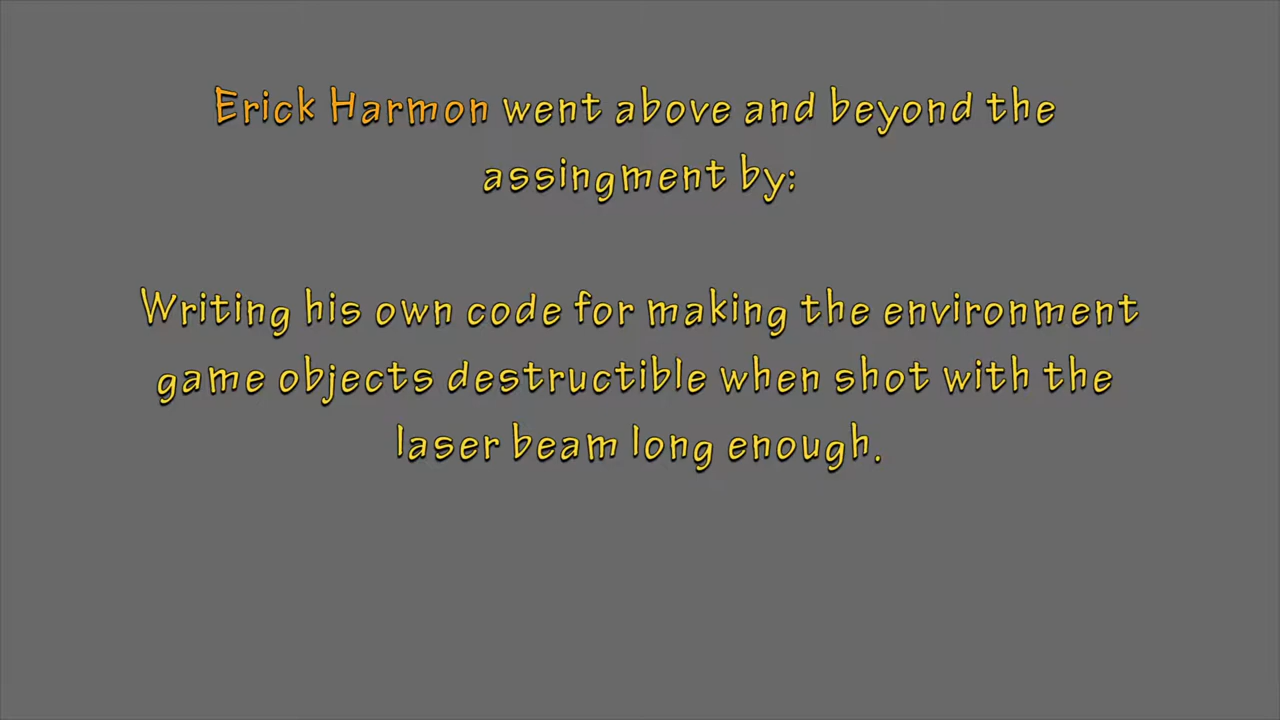 Erick Harmon went above and beyond the
assingment by:
Writing his own code for making the environment
game objects destructible when shot with the
laser beam long enough.